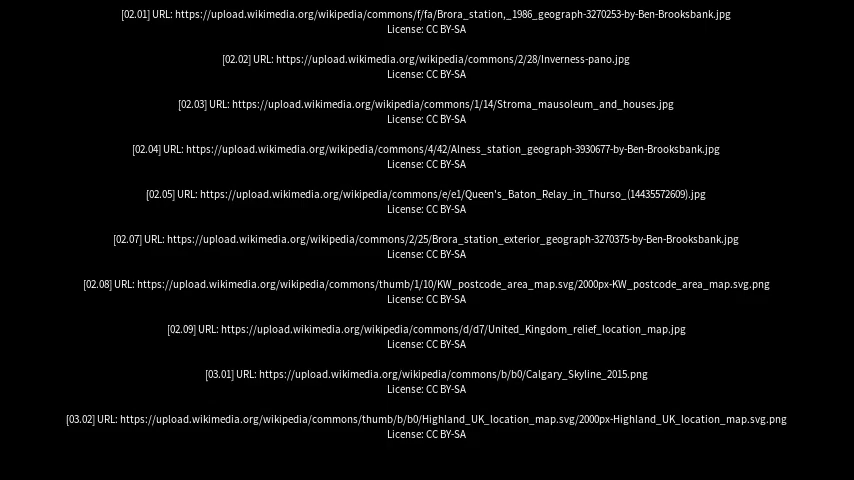 [02.01] URL: https://upload.wikimedia.org/wikipedia/commons/f/fa/Brora_station,_1986_geograph-3270253-by-Ben-Brooksbank.jpg
License: CC BY-SA
[02.02] URL: https://upload.wikimedia.org/wikipedia/commons/2/28/Inverness-pano.jpg
License: CC BY-SA
[02.03] URL: https://upload.wikimedia.org/wikipedia/commons/1/14/Stroma_mausoleum_and_houses.jpg
License: CC BY-SA
[02.04] URL: https://upload.wikimedia.org/wikipedia/commons/4/42/Alness_station_geograph-3930677-by-Ben-Brooksbank.jpg
License: CC BY-SA
[02.05] URL: https://upload.wikimedia.org/wikipedia/commons/e/e1/Queen's_Baton_Relay_in_Thurso_(14435572609).jpg
License: CC BY-SA
[02.07] URL: https://upload.wikimedia.org/wikipedia/commons/2/25/Brora_station_exterior_geograph-3270375-by-Ben-Brooksbank.jpg
License: CC BY-SA
[02.08] URL: https://upload.wikimedia.org/wikipedia/commons/thumb/1/10/KW_postcode_area_map.svg/2000px-KW_postcode_area_map.svg.png
License: CC BY-SA
[02.09] URL: https://upload.wikimedia.org/wikipedia/commons/d/d7/United_Kingdom_relief_location_map.jpg
License: CC BY-SA
[03.01] URL: https://upload.wikimedia.org/wikipedia/commons/b/b0/Calgary_Skyline_2015.png
License: CC BY-SA
[03.02] URL: https://upload.wikimedia.org/wikipedia/commons/thumb/b/b0/Highland_UK_location_map.svg/2000px-Highland_UK_location_map.svg.png
License: CC BY-SA